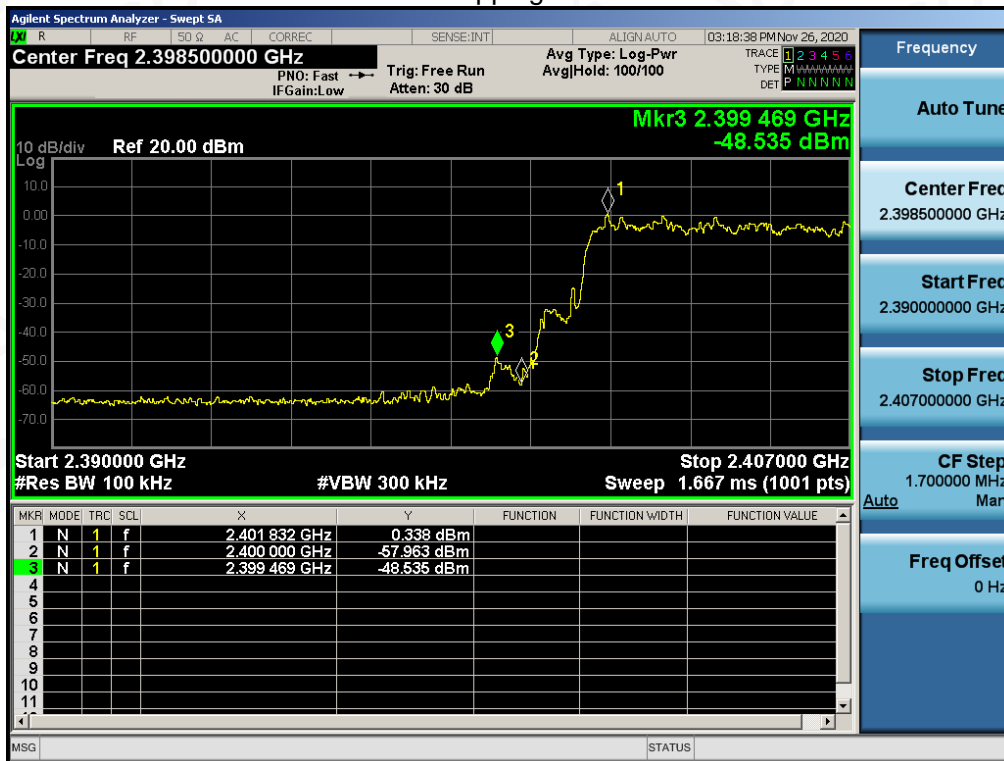 pping
Agilent Spectrum Analyzer - Swept SA
LXI R RF 50 Ω AC CORREC SENSE:INT ALIGN AUTO 03:18:38 PM Nov 26, 2020
Center Freq 2.398500000 GHz
PNO: Fast
IFGain:Low
Trig: Free Run
Atten: 30 dB
Avg Type: Log-Pwr
Avg|Hold: 100/100
TRACE 1 2 3 4 5 6
TYPE M
DET P N N N N N
Mkr3 2.399 469 GHz
-48.535 dBm
10 dB/div Ref 20.00 dBm
Log
10.0
0.00
-10.0
-20.0
-30.0
-40.0
-50.0
-60.0
-70.0
1
3
2
Start 2.390000 GHz Stop 2.407000 GHz
#Res BW 100 kHz #VBW 300 kHz Sweep 1.667 ms (1001 pts)
MKR MODE TRC SCL X Y FUNCTION FUNCTION WIDTH FUNCTION VALUE
1 N 1 f 2.401 832 GHz 0.338 dBm
2 N 1 f 2.400 000 GHz -57.963 dBm
3 N 1 f 2.399 469 GHz -48.535 dBm
4
5
6
7
8
9
10
11
MSG STATUS
Frequency
Auto Tune
Center Freq
2.398500000 GHz
Start Freq
2.390000000 GHz
Stop Freq
2.407000000 GHz
CF Step
1.700000 MHz
Auto Man
Freq Offset
0 Hz